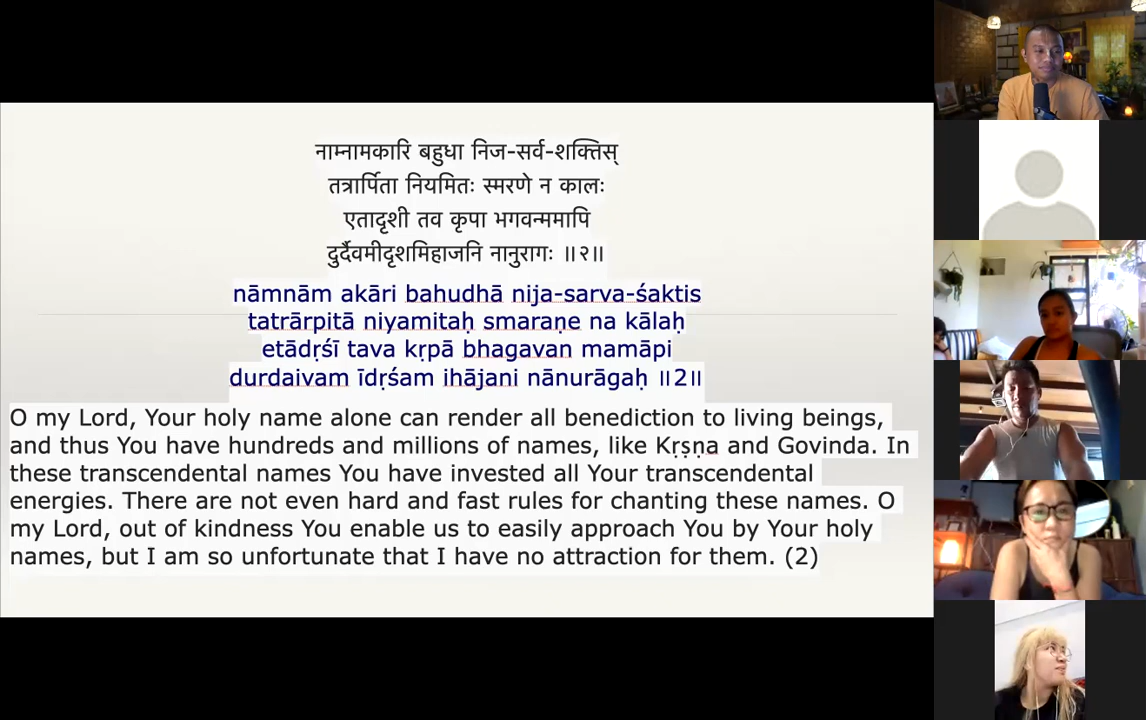 नाम्नामकारि बहुधा निज-सर्व-शक्तिस्
तत्रार्पिता नियमितः स्मरणे न कालः
एतादृशी तव कृपा भगवन्ममापि
दुर्दैवमीदृशमिहाजनि नानुरागः ॥२॥
nāmnām akāri bahudhā nija-sarva-śaktis
tatrārpitā niyamitaḥ smaraṇe na kālaḥ
etādṛśī tava kṛpā bhagavan mamāpi
durdaivam īdṛśam ihājani nānurāgaḥ ॥2॥
O my Lord, Your holy name alone can render all benediction to living beings,
and thus You have hundreds and millions of names, like Kṛṣṇa and Govinda. In
these transcendental names You have invested all Your transcendental
energies. There are not even hard and fast rules for chanting these names. O
my Lord, out of kindness You enable us to easily approach You by Your holy
names, but I am so unfortunate that I have no attraction for them. (2)